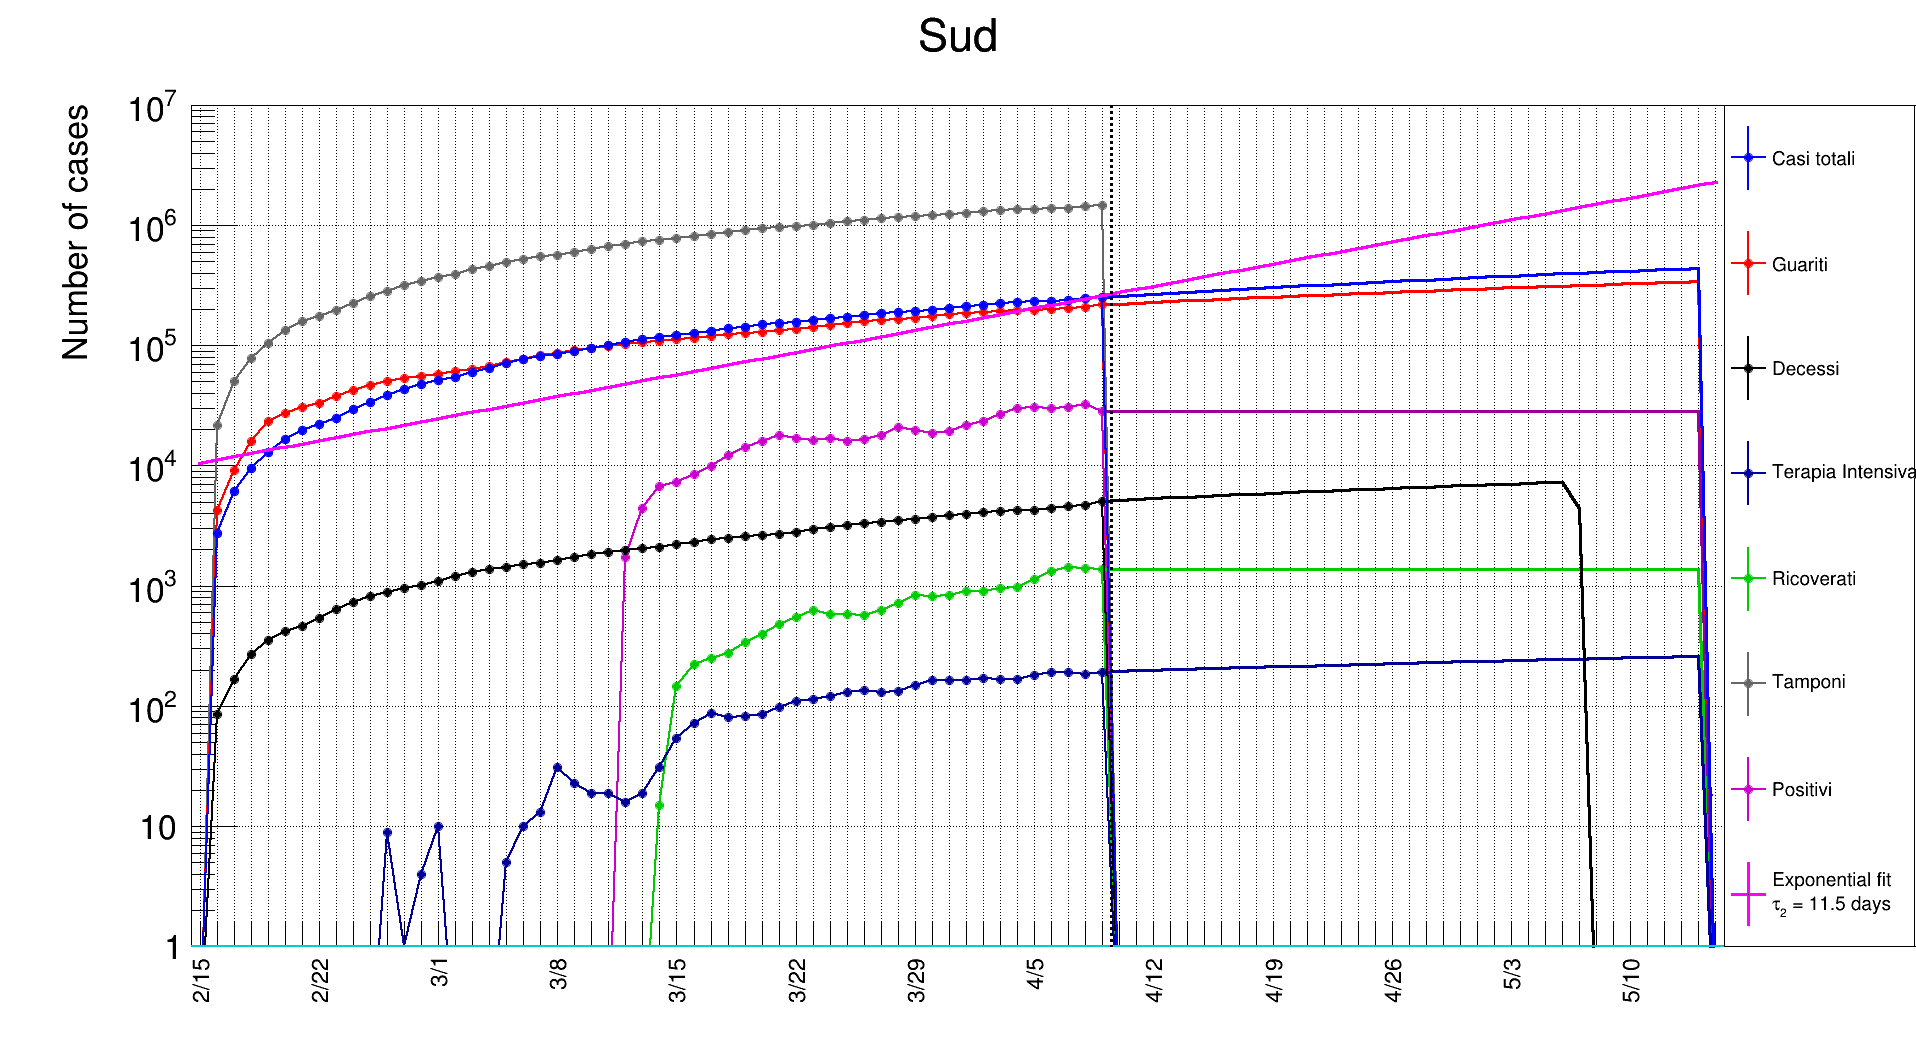 Sud
Number of cases
10^7
10^6
10^5
10^4
10^3
10^2
10
1
2/15
2/22
3/1
3/8
3/15
3/22
3/29
4/5
4/12
4/19
4/26
5/3
5/10
Casi totali
Guariti
Decessi
Terapia Intensiva
Ricoverati
Tamponi
Positivi
Exponential fit
τ_2 = 11.5 days